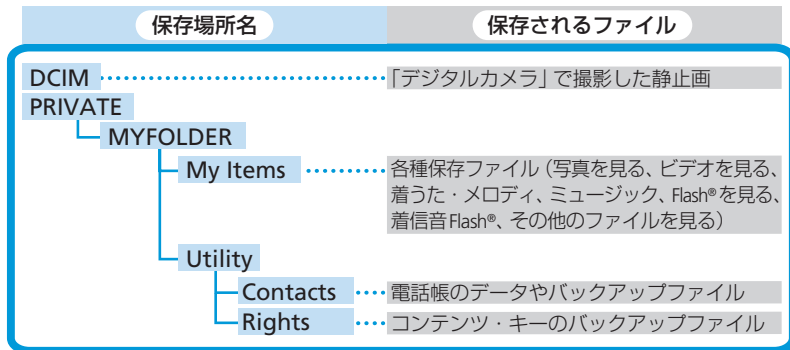 保存場所名 保存されるファイル
DCIM 「デジタルカメラ」で撮影した静止画
PRIVATE
MYFOLDER
My Items 各種保存ファイル（写真を見る、ビデオを見る、
着うた・メロディ、ミュージック、Flash®を見る、
着信音Flash®、その他のファイルを見る）
Utility
Contacts 電話帳のデータやバックアップファイル
Rights コンテンツ・キーのバックアップファイル